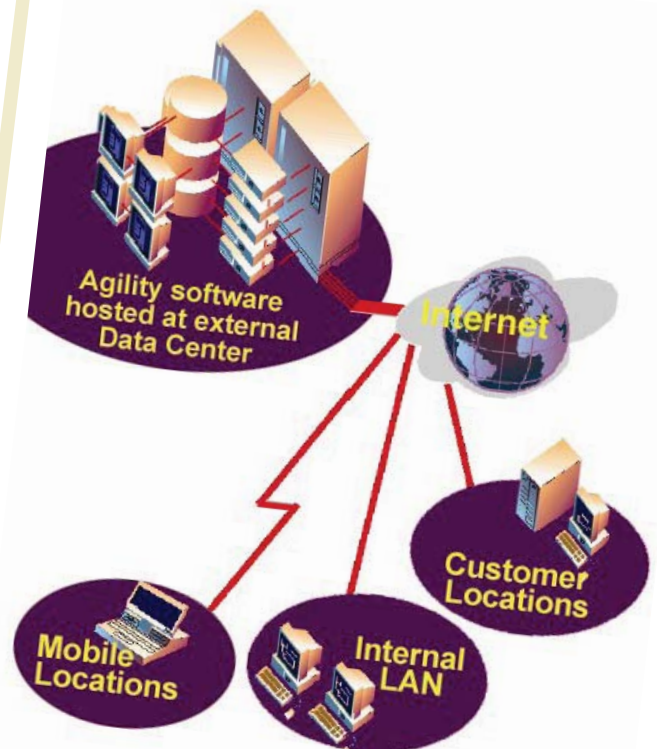 Agility software
hosted at external
Data Center
Internet
Customer
Locations
Mobile
Locations
Internal
LAN